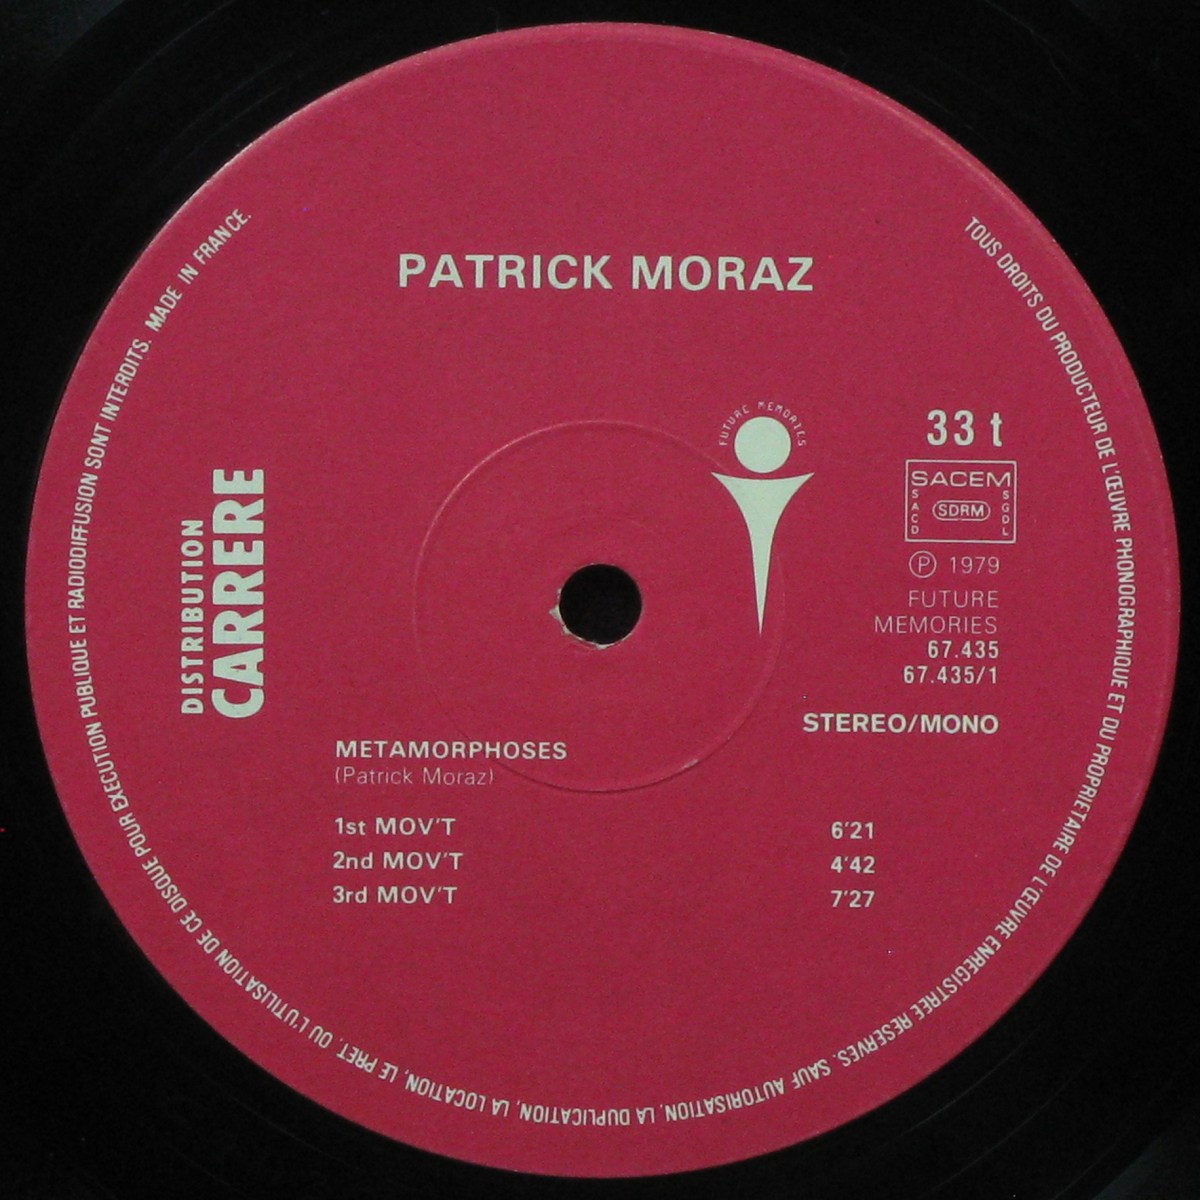 PATRICK MORAZ
FUTURE MEMORIES
33 t
SACEM
SACD
SDRM
SGDL
Ⓟ 1979
FUTURE
MEMORIES
67.435
67.435/1
STEREO/MONO
DISTRIBUTION
CARRERE
METAMORPHOSES
(Patrick Moraz)
1st MOV'T 6'21
2nd MOV'T 4'42
3rd MOV'T 7'27
TOUS DROITS DU PRODUCTEUR DE L'ŒUVRE PHONOGRAPHIQUE ET DU PROPRIETAIRE DE L'ŒUVRE ENREGISTREE RESERVES. SAUF AUTORISATION, LA DUPLICATION, LA LOCATION, LE PRET, OU L'UTILISATION DE CE DISQUE POUR EXECUTION PUBLIQUE ET RADIODIFFUSION SONT INTERDITS. MADE IN FRANCE.